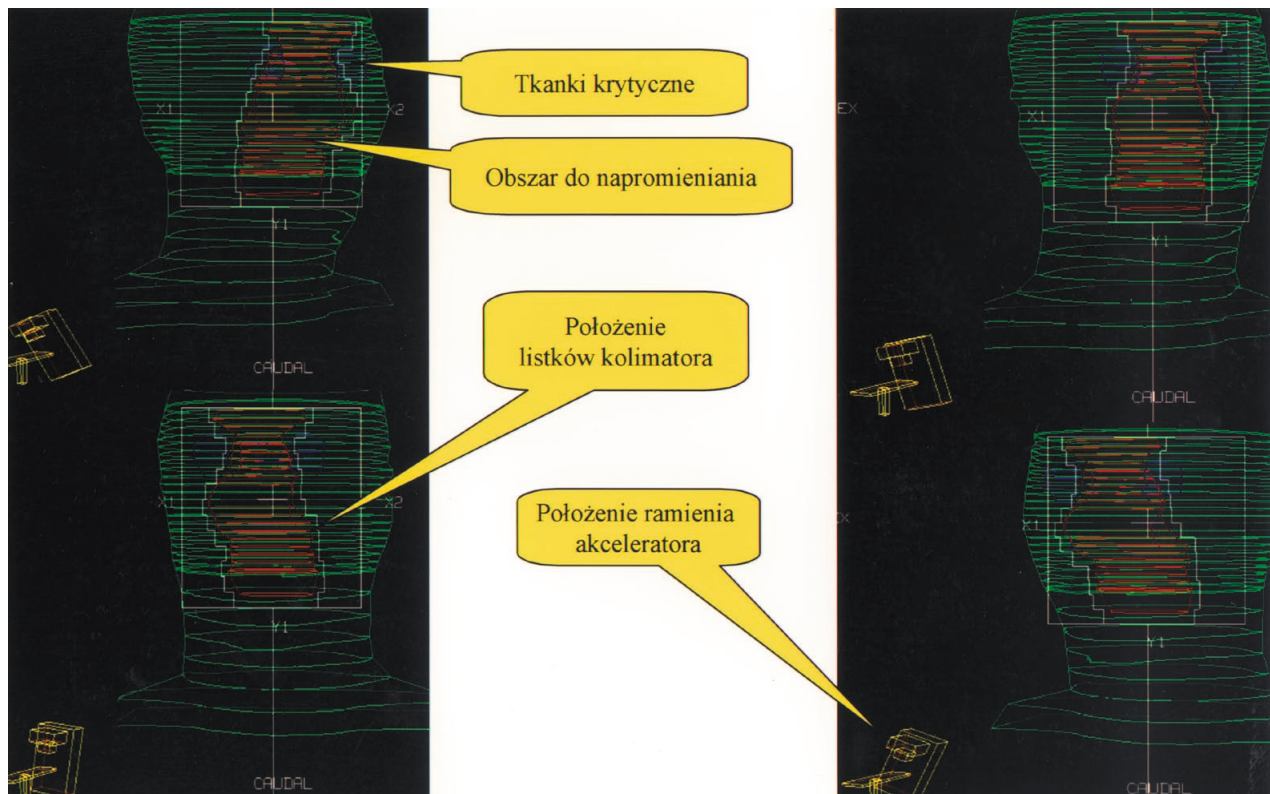 Tkanki krytyczne
X1
X2
Obszar do napromieniania
Y1
CAUDAL
EX
X1
Y1
CAUDAL
Położenie
listków kolimatora
X1
X2
Y1
CAUDAL
Położenie ramienia
akceleratora
X1
Y1
CAUDAL